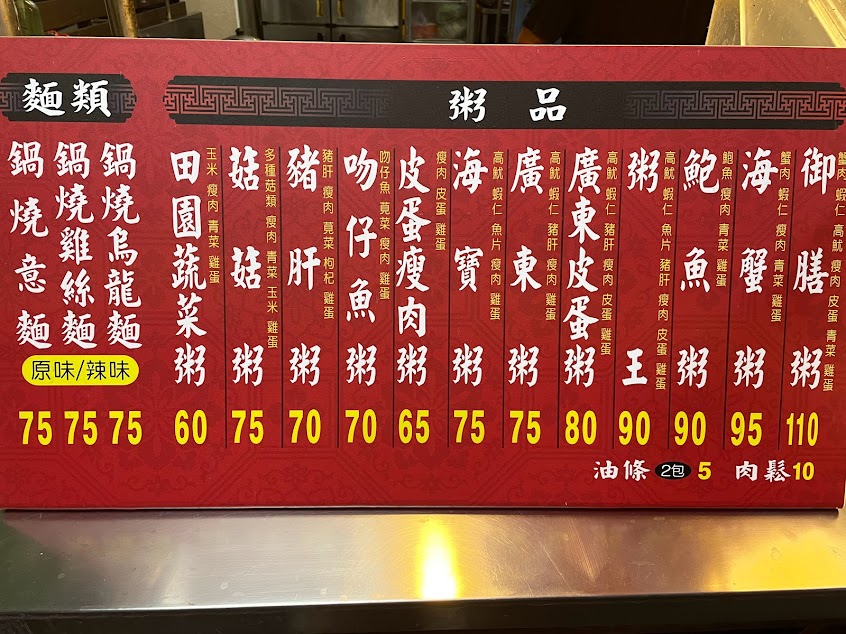 粥品
御膳粥
蟹肉 蝦仁 高魷 瘦肉 皮蛋 青菜 雞蛋
110
海蟹粥
蟹肉 蝦仁 瘦肉 青菜 雞蛋
95
鮑魚粥
鮑魚 瘦肉 青菜 雞蛋
90
粥王
高魷 蝦仁 魚片 豬肝 瘦肉 皮蛋 雞蛋
90
廣東皮蛋粥
高魷 蝦仁 豬肝 瘦肉 皮蛋 雞蛋
80
廣東粥
高魷 蝦仁 豬肝 瘦肉 雞蛋
75
海寶粥
高魷 蝦仁 魚片 瘦肉 雞蛋
75
皮蛋瘦肉粥
瘦肉 皮蛋 雞蛋
65
吻仔魚粥
吻仔魚 莧菜 瘦肉 雞蛋
70
豬肝粥
豬肝 瘦肉 莧菜 枸杞 雞蛋
70
菇菇粥
多種菇類 瘦肉 青菜 玉米 雞蛋
75
田園蔬菜粥
玉米 瘦肉 青菜 雞蛋
60
油條 2包 5 肉鬆10
麵類
鍋燒烏龍麵
75
鍋燒雞絲麵
75
鍋燒意麵
75
原味/辣味